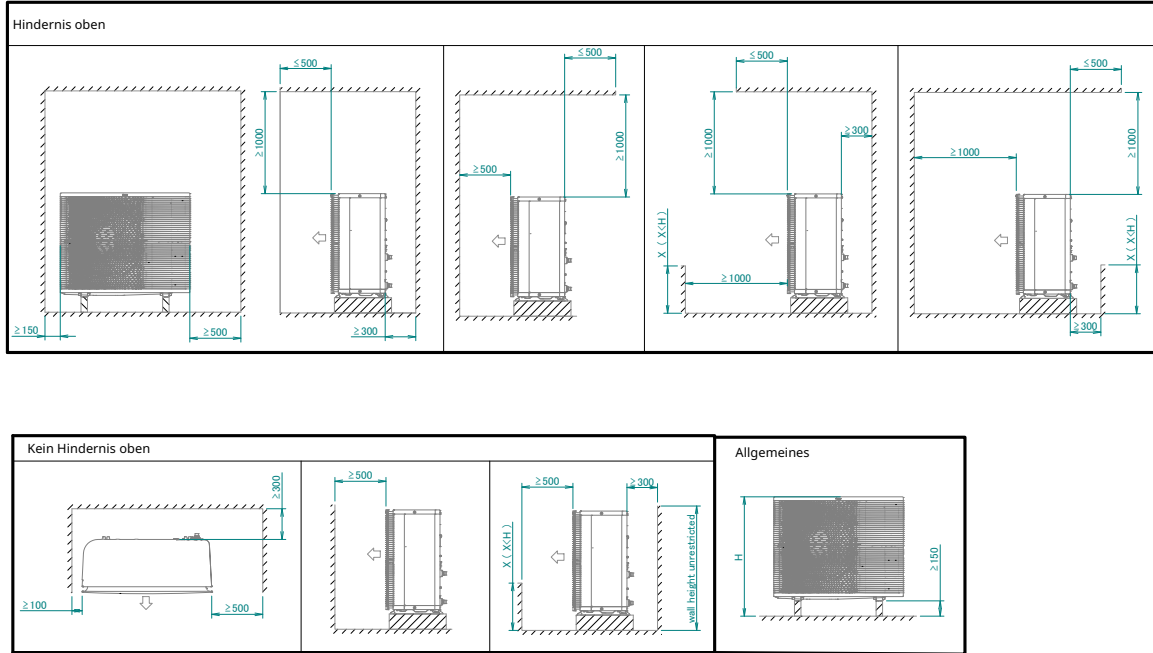 Hindernis oben
≤500
≥1000
≥150
≥500
≥300
≤500
≥500
≥1000
≤500
≥1000
≥300
X ( X<H )
≥1000
≤500
≥1000
≥1000
X ( X<H )
≥300
Kein Hindernis oben
≥300
≥100
≥500
≥500
≥500
≥300
X ( X<H )
wall height unrestricted
Allgemeines
H
≥150